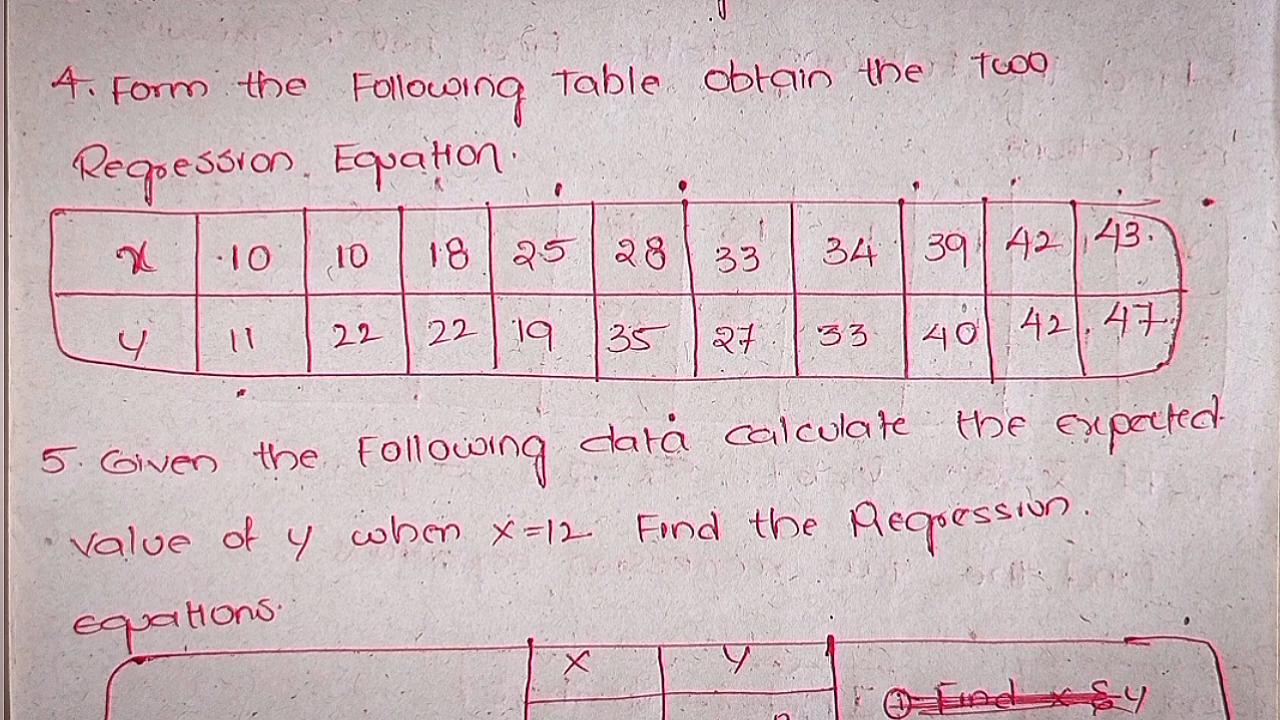 4. Form the Following Table obtain the two
Regression Equation.
x 10 10 18 25 28 33 34 39 42 43.
y 11 22 22 19 35 27 33 40 42 47
5. Given the Following data calculate the expected
value of y when x=12 Find the Regression.
equations.
X Y
① Find x & y